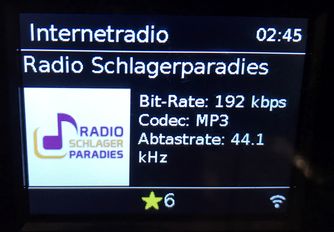 Internetradio 02:45
Radio Schlagerparadies
RADIO
SCHLAGER
PARADIES
Bit-Rate: 192 kbps
Codec: MP3
Abtastrate: 44.1
kHz
6